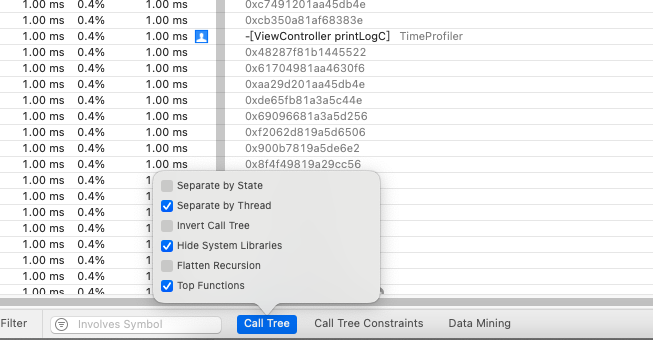 1.00 ms 0.4% 1.00 ms 0xc7491201aa45db4e
1.00 ms 0.4% 1.00 ms 0xcb350a81af68383e
1.00 ms 0.4% 1.00 ms -[ViewController printLogC] TimeProfiler
1.00 ms 0.4% 1.00 ms 0x48287f81b1445522
1.00 ms 0.4% 1.00 ms 0x61704981aa4630f6
1.00 ms 0.4% 1.00 ms 0xaa29d201aa45db4e
1.00 ms 0.4% 1.00 ms 0xde65fb81a3a5c44e
1.00 ms 0.4% 1.00 ms 0x69096681a3a5d256
1.00 ms 0.4% 1.00 ms 0xf2062d819a5d6506
1.00 ms 0.4% 1.00 ms 0x900b7819a5de6e2
1.00 ms 0.4% 1.00 ms 0x8f4f49819a29cc56
1.00 ms 0.4%
1.00 ms 0.4%
1.00 ms 0.4%
1.00 ms 0.4%
1.00 ms 0.4%
1.00 ms 0.4%
1.00 ms 0.4%
1.00 ms 0.4%
Separate by State
Separate by Thread
Invert Call Tree
Hide System Libraries
Flatten Recursion
Top Functions
Filter Involves Symbol Call Tree Call Tree Constraints Data Mining